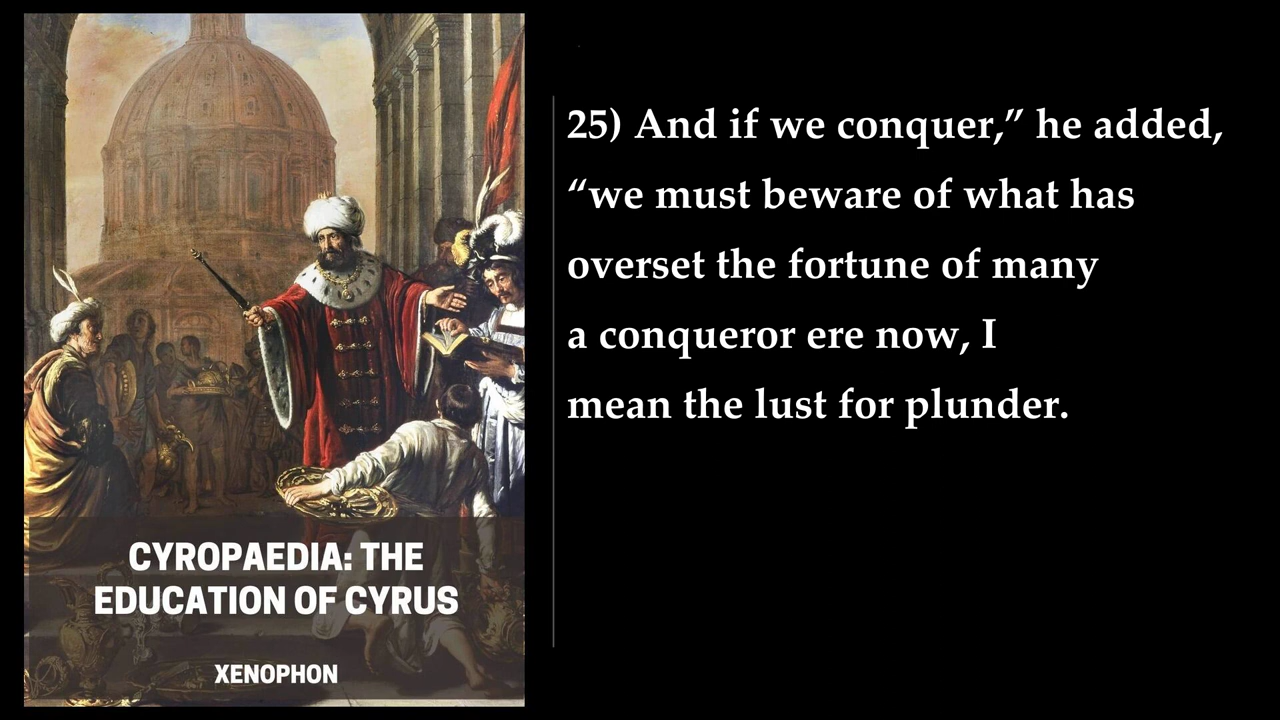 CYROPAEDIA: THE
EDUCATION OF CYRUS
XENOPHON
25) And if we conquer,” he added,
“we must beware of what has
overset the fortune of many
a conqueror ere now, I
mean the lust for plunder.